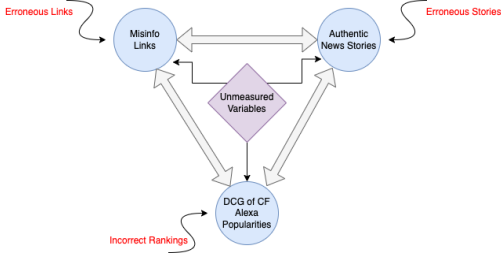 Erroneous Links
Erroneous Stories
Misinfo
Links
Authentic
News Stories
Unmeasured
Variables
DCG of CF
Alexa
Popularities
Incorrect Rankings